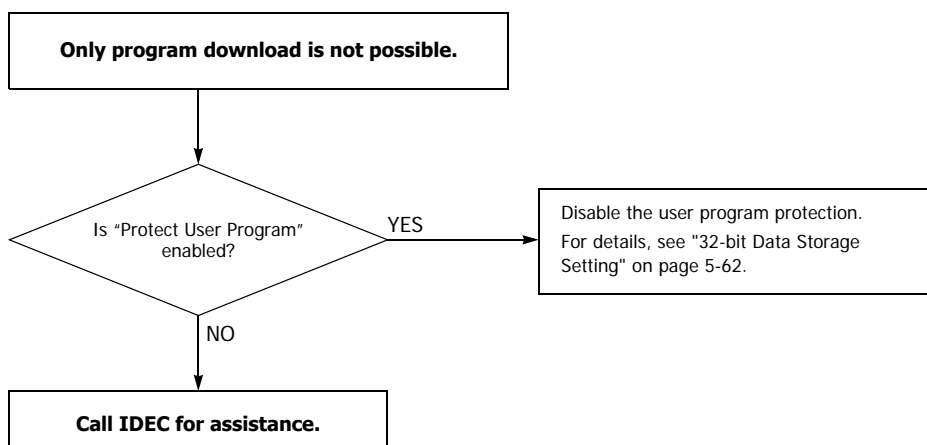 Only program download is not possible.
Is “Protect User Program”
enabled?
YES
Disable the user program protection.
For details, see "32-bit Data Storage
Setting" on page 5-62.
NO
Call IDEC for assistance.